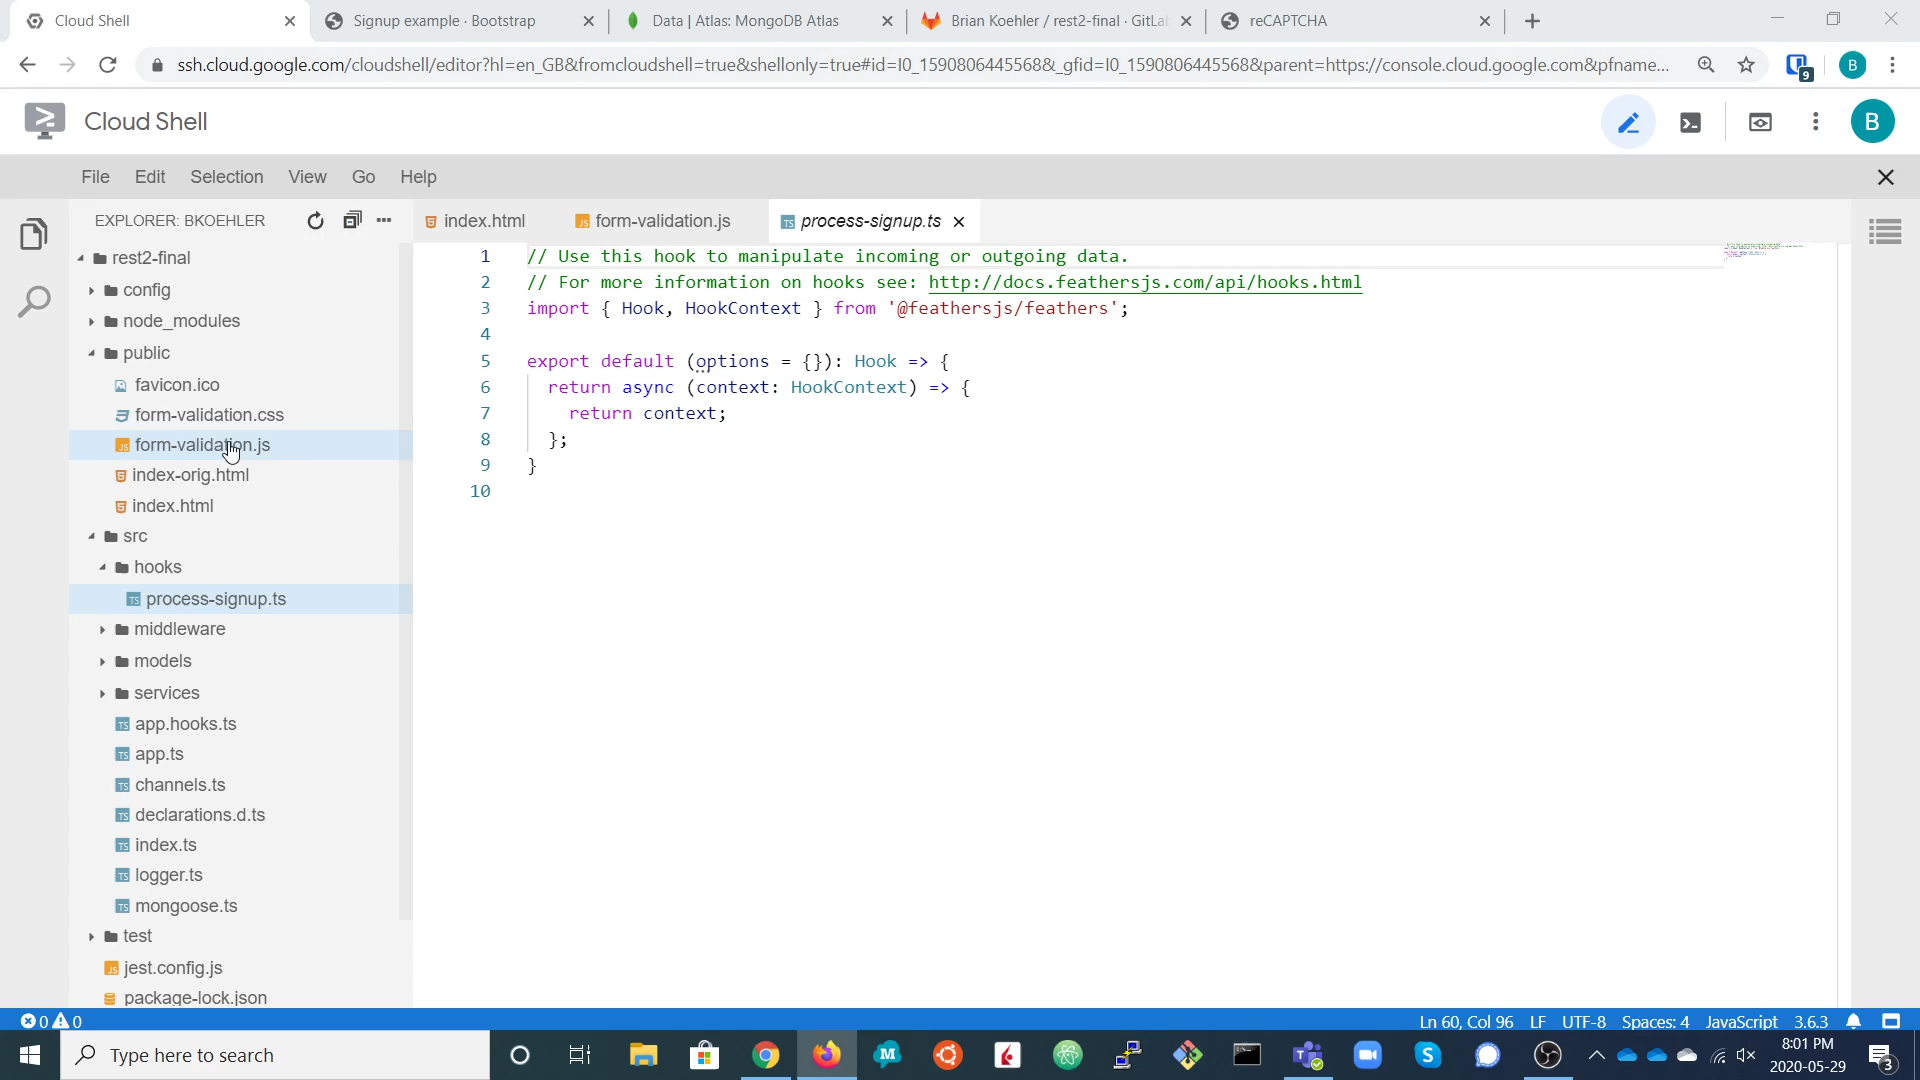 Cloud Shell
Signup example · Bootstrap
Data | Atlas: MongoDB Atlas
Brian Koehler / rest2-final · GitLa
reCAPTCHA
ssh.cloud.google.com/cloudshell/editor?hl=en_GB&fromcloudshell=true&shellonly=true#id=I0_1590806445568&_gfid=I0_1590806445568&parent=https://console.cloud.google.com&pfname...
9
B
Cloud Shell
B
File Edit Selection View Go Help
EXPLORER: BKOEHLER
index.html
form-validation.js
process-signup.ts
rest2-final
config
node_modules
public
favicon.ico
form-validation.css
form-validation.js
index-orig.html
index.html
src
hooks
process-signup.ts
middleware
models
services
app.hooks.ts
app.ts
channels.ts
declarations.d.ts
index.ts
logger.ts
mongoose.ts
test
jest.config.js
package-lock.json
1 // Use this hook to manipulate incoming or outgoing data.
2 // For more information on hooks see: http://docs.feathersjs.com/api/hooks.html
3 import { Hook, HookContext } from '@feathersjs/feathers';
4
5 export default (options = {}): Hook => {
6 return async (context: HookContext) => {
7 return context;
8 };
9 }
10
0 0
Ln 60, Col 96 LF UTF-8 Spaces: 4 JavaScript 3.6.3
Type here to search
8:01 PM
2020-05-29
3